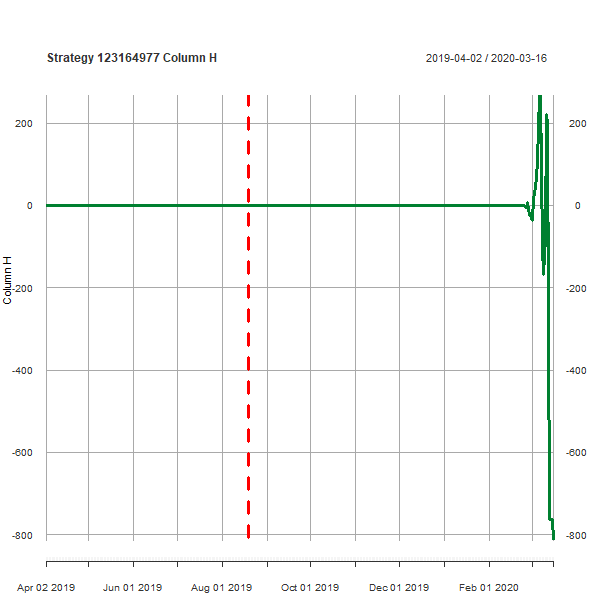 Strategy 123164977 Column H
2019-04-02 / 2020-03-16
200
200
0
0
-200
-200
-400
-400
-600
-600
-800
-800
Column H
Apr 02 2019
Jun 01 2019
Aug 01 2019
Oct 01 2019
Dec 01 2019
Feb 01 2020